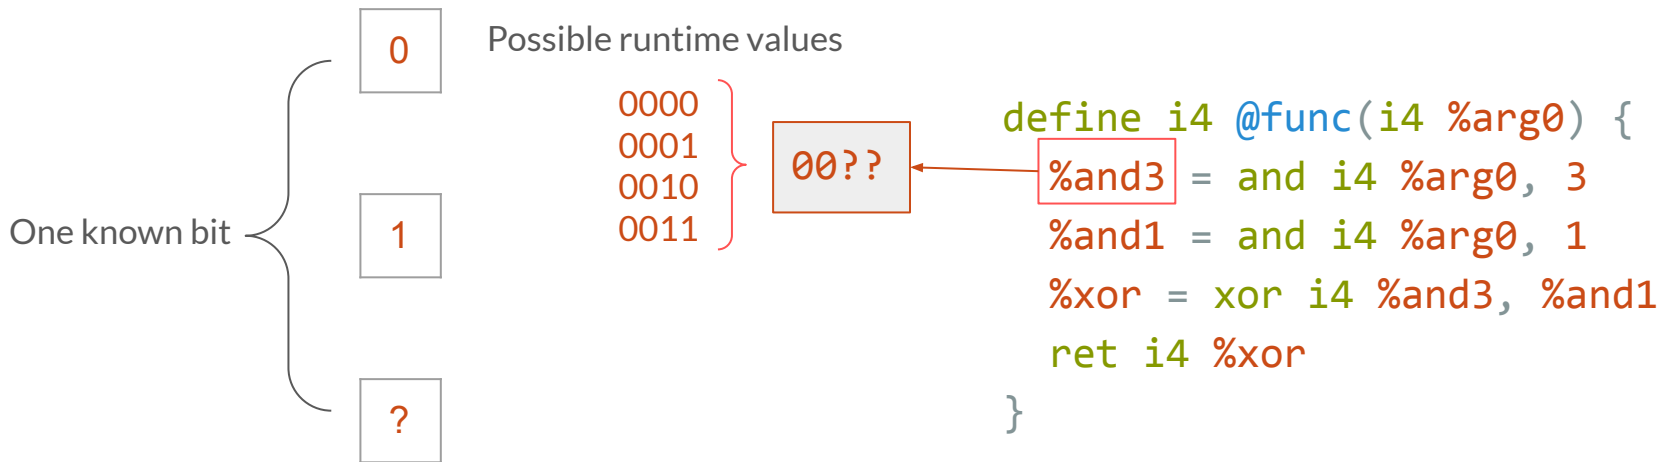 One known bit
0
1
?
Possible runtime values
0000
0001
0010
0011
00??
define i4 @func(i4 %arg0) {
%and3 = and i4 %arg0, 3
%and1 = and i4 %arg0, 1
%xor = xor i4 %and3, %and1
ret i4 %xor
}